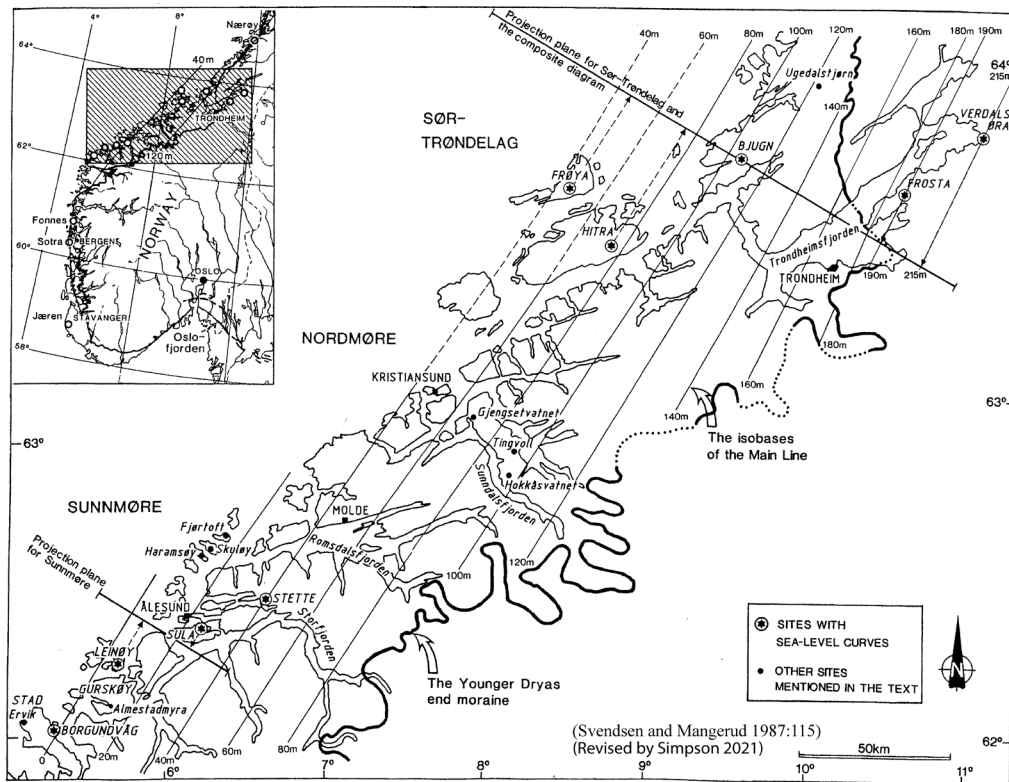 4°
8°
Nærøy
64°
40m
TRONDHEIM
62°
120m
NORWAY
Fonnes
Sotra
BERGEN
60°
OSLO
Jæren
STAVANGER
Oslo-
fjorden
58°
Projection plane for Sør-Trøndelag and
the composite diagram
40m
60m
80m
100m
120m
160m
180m
190m
64°
215m
Ugedalstjørn
140m
VERDALS-
ØRA
SØR-
TRØNDELAG
BJUGN
FRØYA
FROSTA
HITRA
Trondheimsfjorden
TRONDHEIM
190m
215m
NORDMØRE
180m
KRISTIANSUND
160m
140m
63°
Gjengsetvatnet
The isobases
of the Main Line
63°
Tingvoll
Hokkåsvatnet
Sunndalsfjorden
SUNNMØRE
MOLDE
Fjørtoft
Skuløy
Haramsøy
Romsdalsfjorden
Projection plane
for Sunnmøre
100m
120m
ÅLESUND
STETTE
SULA
Storfjorden
LEINØY
SITES WITH
SEA-LEVEL CURVES
N
OTHER SITES
MENTIONED IN THE TEXT
The Younger Dryas
end moraine
GURSKØY
STAD
Ervik
Almestadmyra
62°
BORGUNDVÅG
(Svendsen and Mangerud 1987:115)
(Revised by Simpson 2021)
50km
0
20m
40m
60m
80m
6°
7°
8°
9°
10°
11°